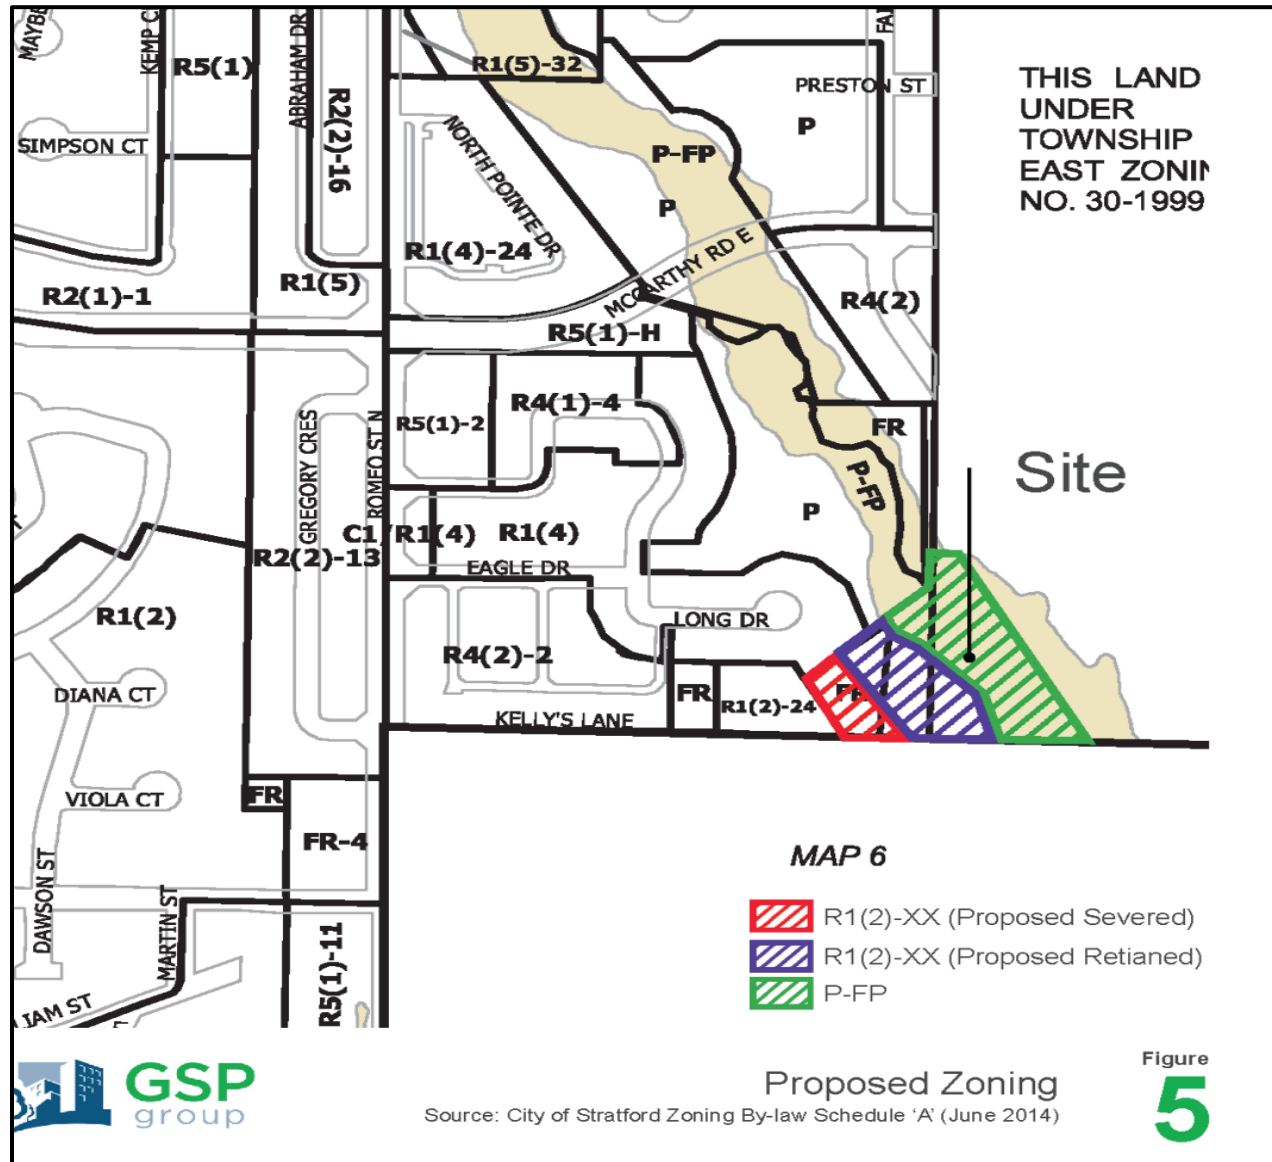 MAYBE
KEMP C
R5(1)
ABRAHAM DR
R2(2)-16
R1(5)-32
FAI
PRESTON ST
P
THIS LAND
UNDER
TOWNSHIP
EAST ZONIN
NO. 30-1999
SIMPSON CT
NORTH POINTE DR
P-FP
P
R1(4)-24
MCCARTHY RD E
R2(1)-1
R1(5)
R4(2)
R5(1)-H
GREGORY CRES
ROMEO ST N
R5(1)-2
R4(1)-4
FR
P-FP
Site
P
C1/R1(4)
R1(4)
R2(2)-13
EAGLE DR
R1(2)
LONG DR
R4(2)-2
DIANA CT
FR
R1(2)-24
FR
KELLY'S LANE
VIOLA CT
FR
FR-4
DAWSON ST
MARTIN ST
R5(1)-11
LIAM ST
MAP 6
R1(2)-XX (Proposed Severed)
R1(2)-XX (Proposed Retianed)
P-FP
GSP
group
Proposed Zoning
Source: City of Stratford Zoning By-law Schedule ‘A’ (June 2014)
Figure
5